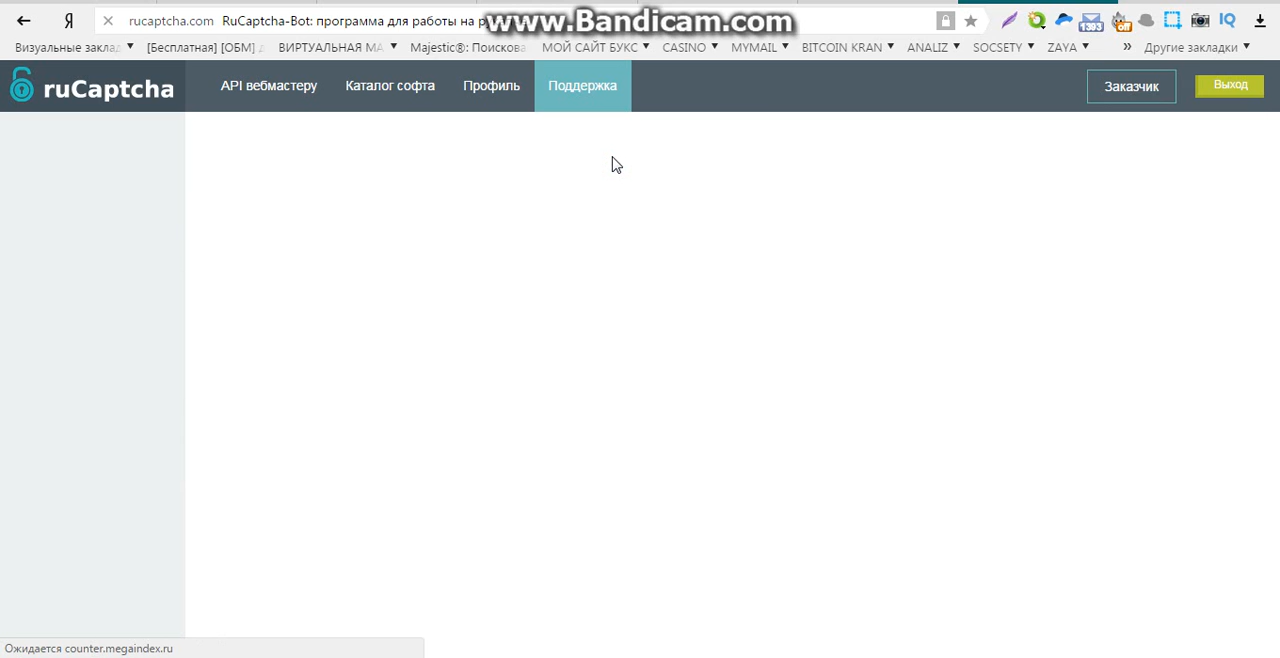 www.Bandicam.com
Я rucaptcha.com RuCaptcha-Bot: программа для работы на
Визуальные заклад [Бесплатная] [ОБМ] ВИРТУАЛЬНАЯ МА Majestic®: Поискова МОЙ САЙТ БУКС CASINO MYMAIL BITCOIN KRAN ANALIZ SOCSETY ZAYA » Другие закладки
ruCaptcha API вебмастеру Каталог софта Профиль Поддержка Заказчик Выход
Ожидается counter.megaindex.ru